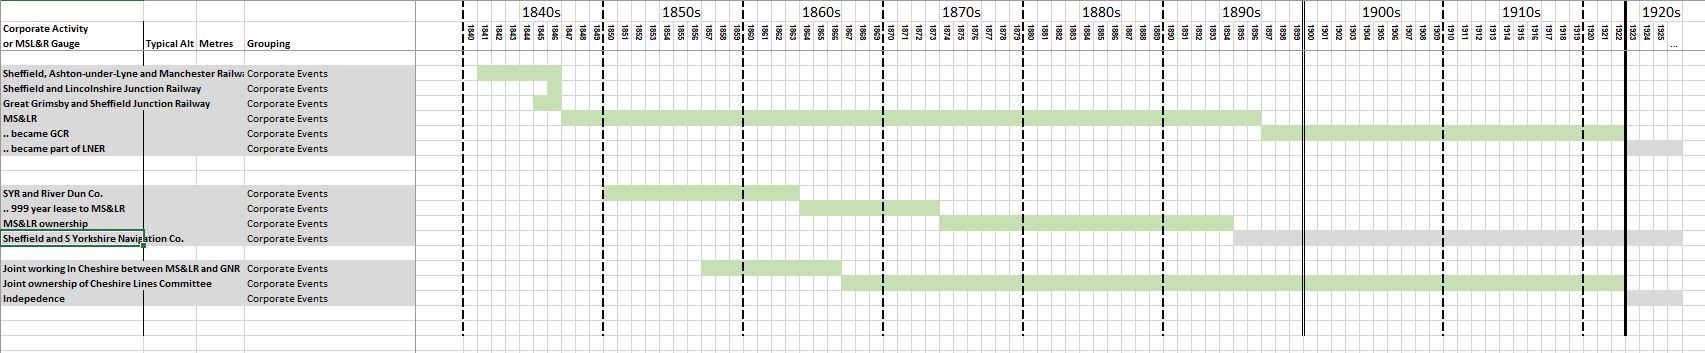 1840s 1850s 1860s 1870s 1880s 1890s 1900s 1910s 1920s
Corporate Activity
or MSL&R Gauge Typical Alt Metres Grouping
1840 1841 1842 1843 1844 1845 1846 1847 1848 1849 1850 1851 1852 1853 1854 1855 1856 1857 1858 1859 1860 1861 1862 1863 1864 1865 1866 1867 1868 1869 1870 1871 1872 1873 1874 1875 1876 1877 1878 1879 1880 1881 1882 1883 1884 1885 1886 1887 1888 1889 1890 1891 1892 1893 1894 1895 1896 1897 1898 1899 1900 1901 1902 1903 1904 1905 1906 1907 1908 1909 1910 1911 1912 1913 1914 1915 1916 1917 1918 1919 1920 1921 1922 1923 1924 1925 ...
Sheffield, Ashton-under-Lyne and Manchester Railwa Corporate Events
Sheffield and Lincolnshire Junction Railway Corporate Events
Great Grimsby and Sheffield Junction Railway Corporate Events
MS&LR Corporate Events
.. became GCR Corporate Events
.. became part of LNER Corporate Events
SYR and River Dun Co. Corporate Events
.. 999 year lease to MS&LR Corporate Events
MS&LR ownership Corporate Events
Sheffield and S Yorkshire Navigation Co. Corporate Events
Joint working In Cheshire between MS&LR and GNR Corporate Events
Joint ownership of Cheshire Lines Committee Corporate Events
Indepedence Corporate Events